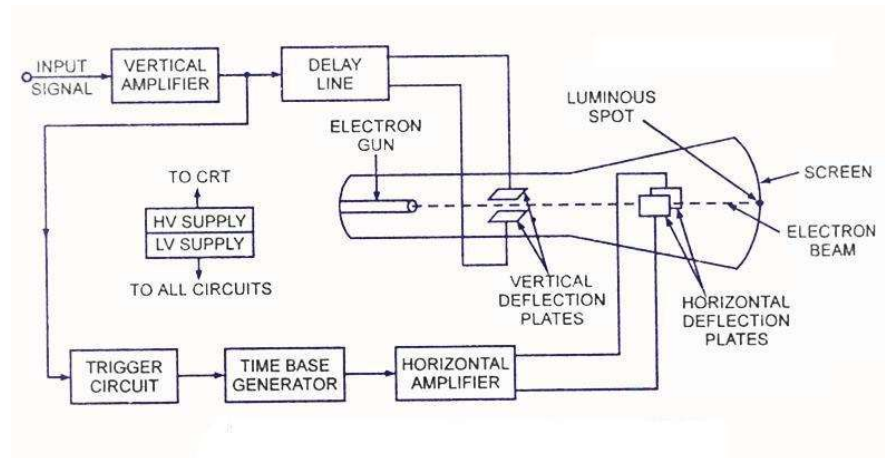 INPUT
SIGNAL
VERTICAL
AMPLIFIER
DELAY
LINE
LUMINOUS
SPOT
ELECTRON
GUN
SCREEN
TO CRT
HV SUPPLY
LV SUPPLY
TO ALL CIRCUITS
ELECTRON
BEAM
VERTICAL
DEFLECTION
PLATES
HORIZONTAL
DEFLECTION
PLATES
TRIGGER
CIRCUIT
TIME BASE
GENERATOR
HORIZONTAL
AMPLIFIER